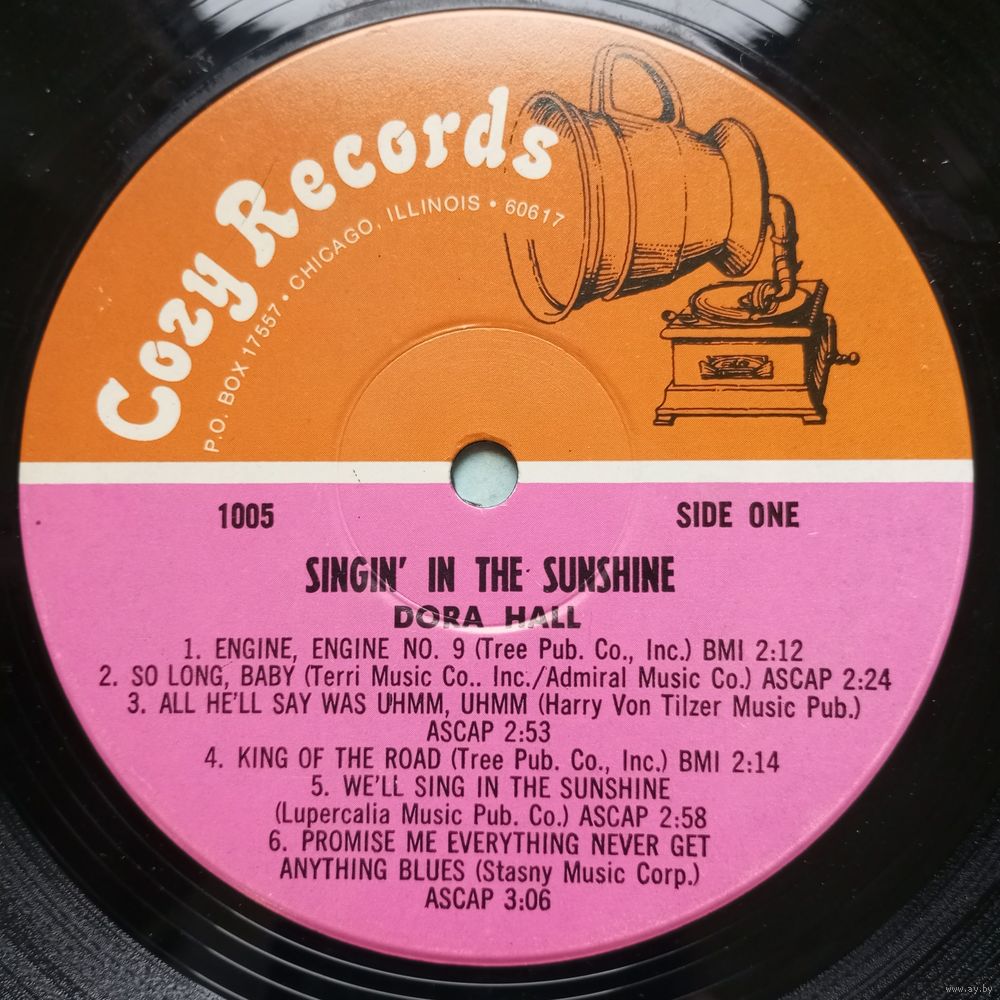 Cozy Records
P.O. BOX 17557 • CHICAGO, ILLINOIS • 60617
1005
SIDE ONE
SINGIN' IN THE SUNSHINE
DORA HALL
1. ENGINE, ENGINE NO. 9 (Tree Pub. Co., Inc.) BMI 2:12
2. SO LONG, BABY (Terri Music Co.. Inc./Admiral Music Co.) ASCAP 2:24
3. ALL HE'LL SAY WAS UHMM, UHMM (Harry Von Tilzer Music Pub.)
ASCAP 2:53
4. KING OF THE ROAD (Tree Pub. Co., Inc.) BMI 2:14
5. WE'LL SING IN THE SUNSHINE
(Lupercalia Music Pub. Co.) ASCAP 2:58
6. PROMISE ME EVERYTHING NEVER GET
ANYTHING BLUES (Stasny Music Corp.)
ASCAP 3:06
www.ay.by